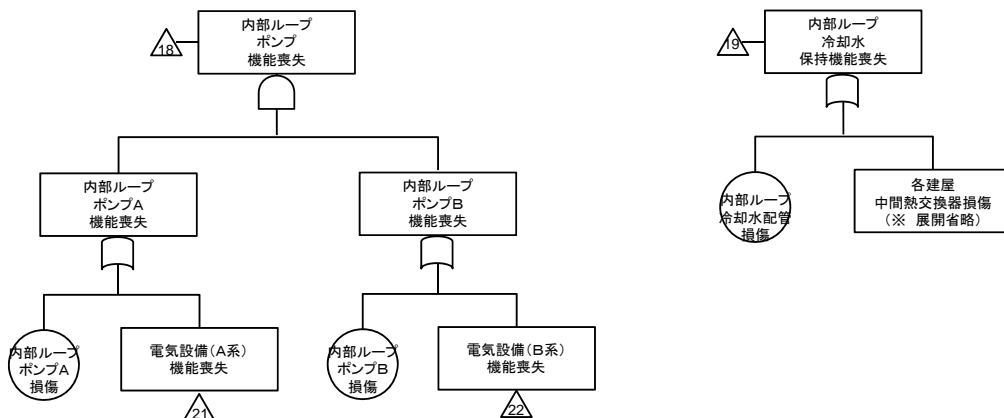 18
内部ループ
ポンプ
機能喪失
19
内部ループ
冷却水
保持機能喪失
内部ループ
ポンプA
機能喪失
内部ループ
ポンプB
機能喪失
内部ループ
冷却水配管
損傷
各建屋
中間熱交換器損傷
(※ 展開省略)
内部ループ
ポンプA
損傷
電気設備(A系)
機能喪失
21
内部ループ
ポンプB
損傷
電気設備(B系)
機能喪失
22